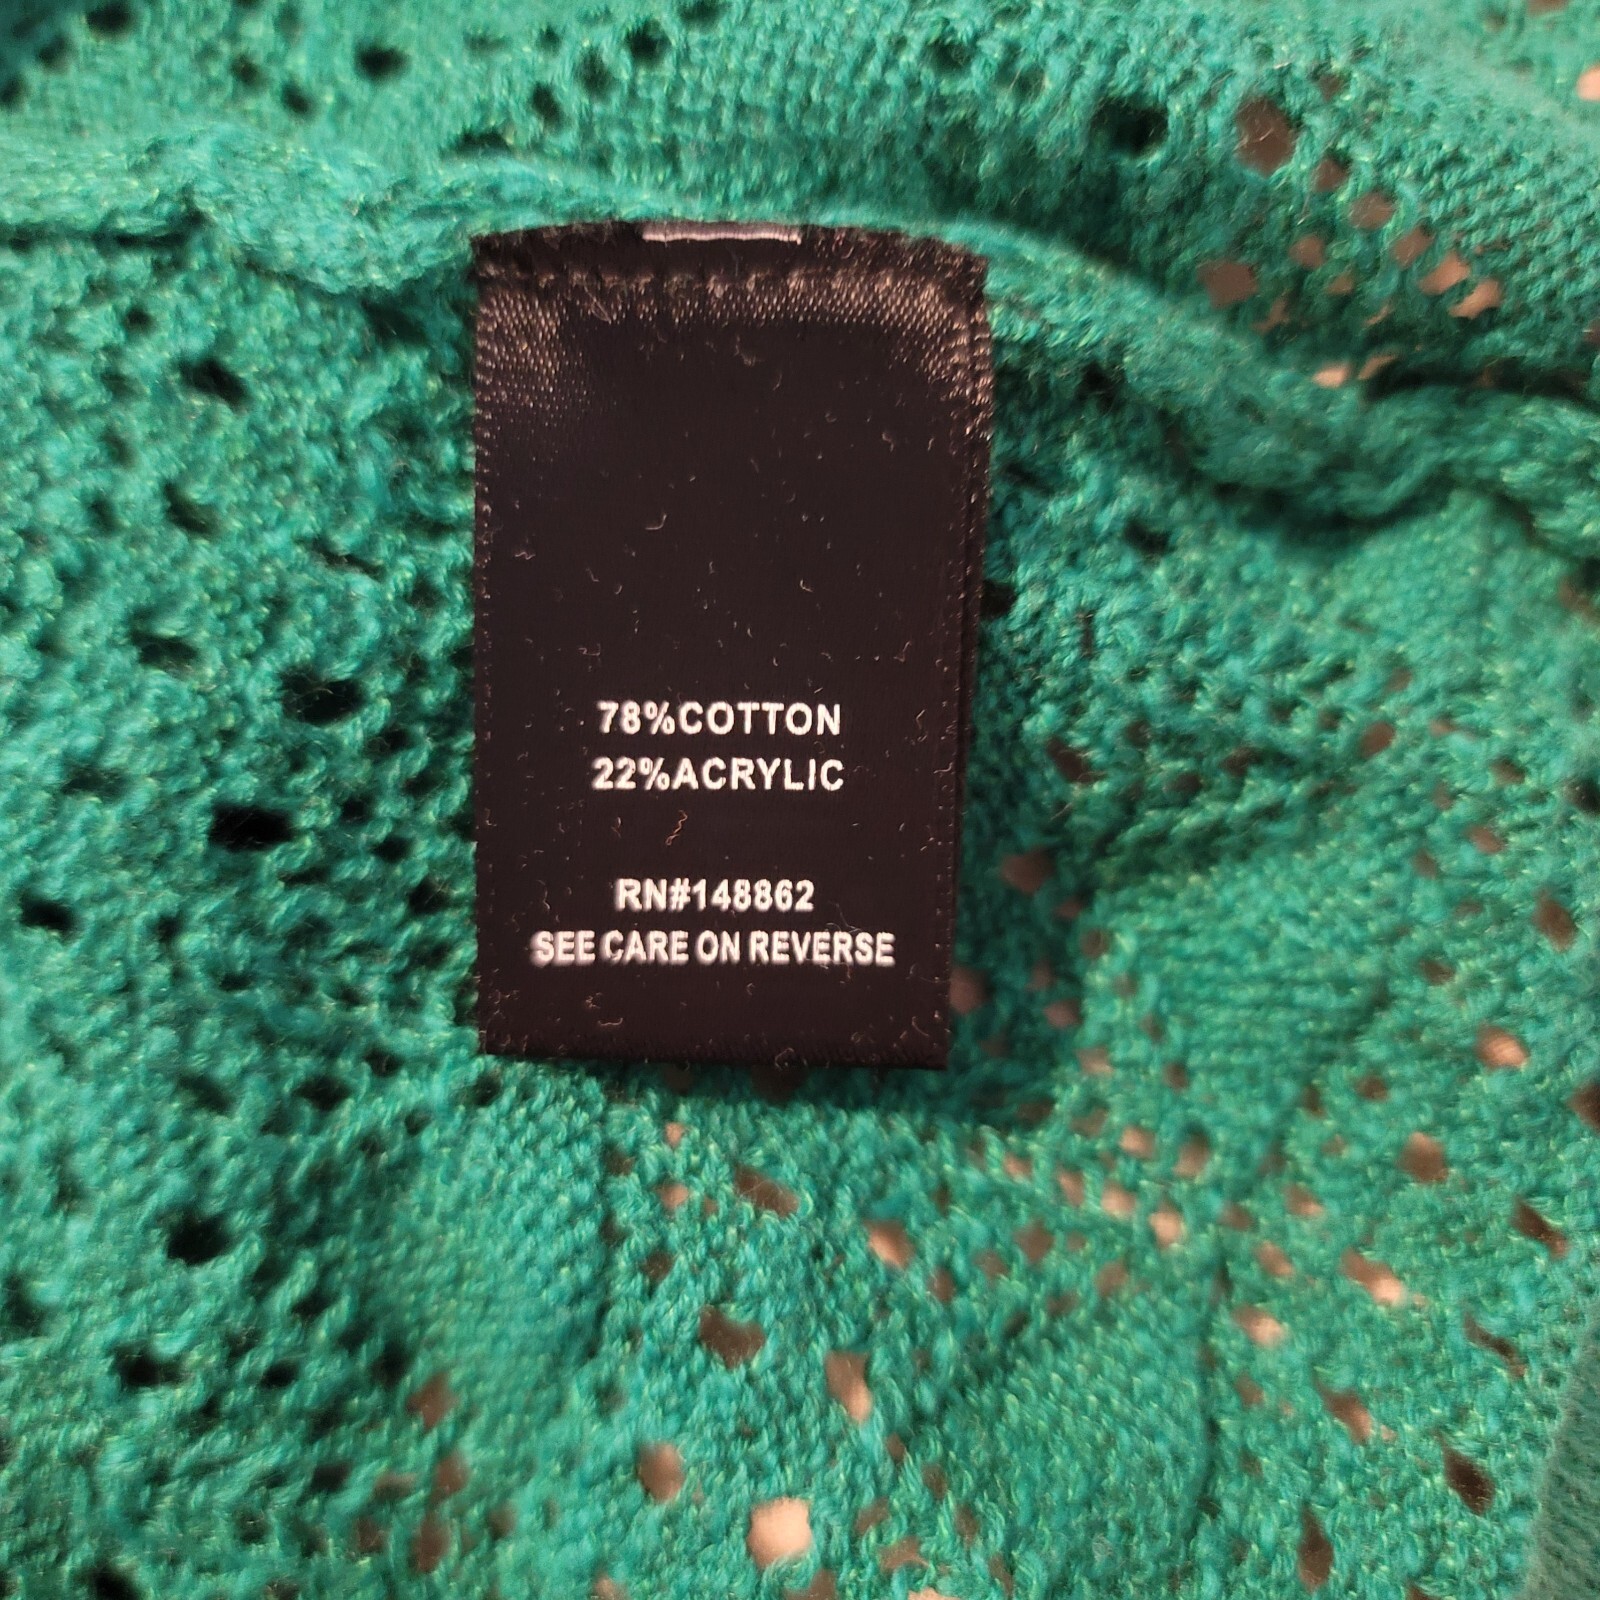 78%COTTON
22%ACRYLIC
RN#148862
SEE CARE ON REVERSE